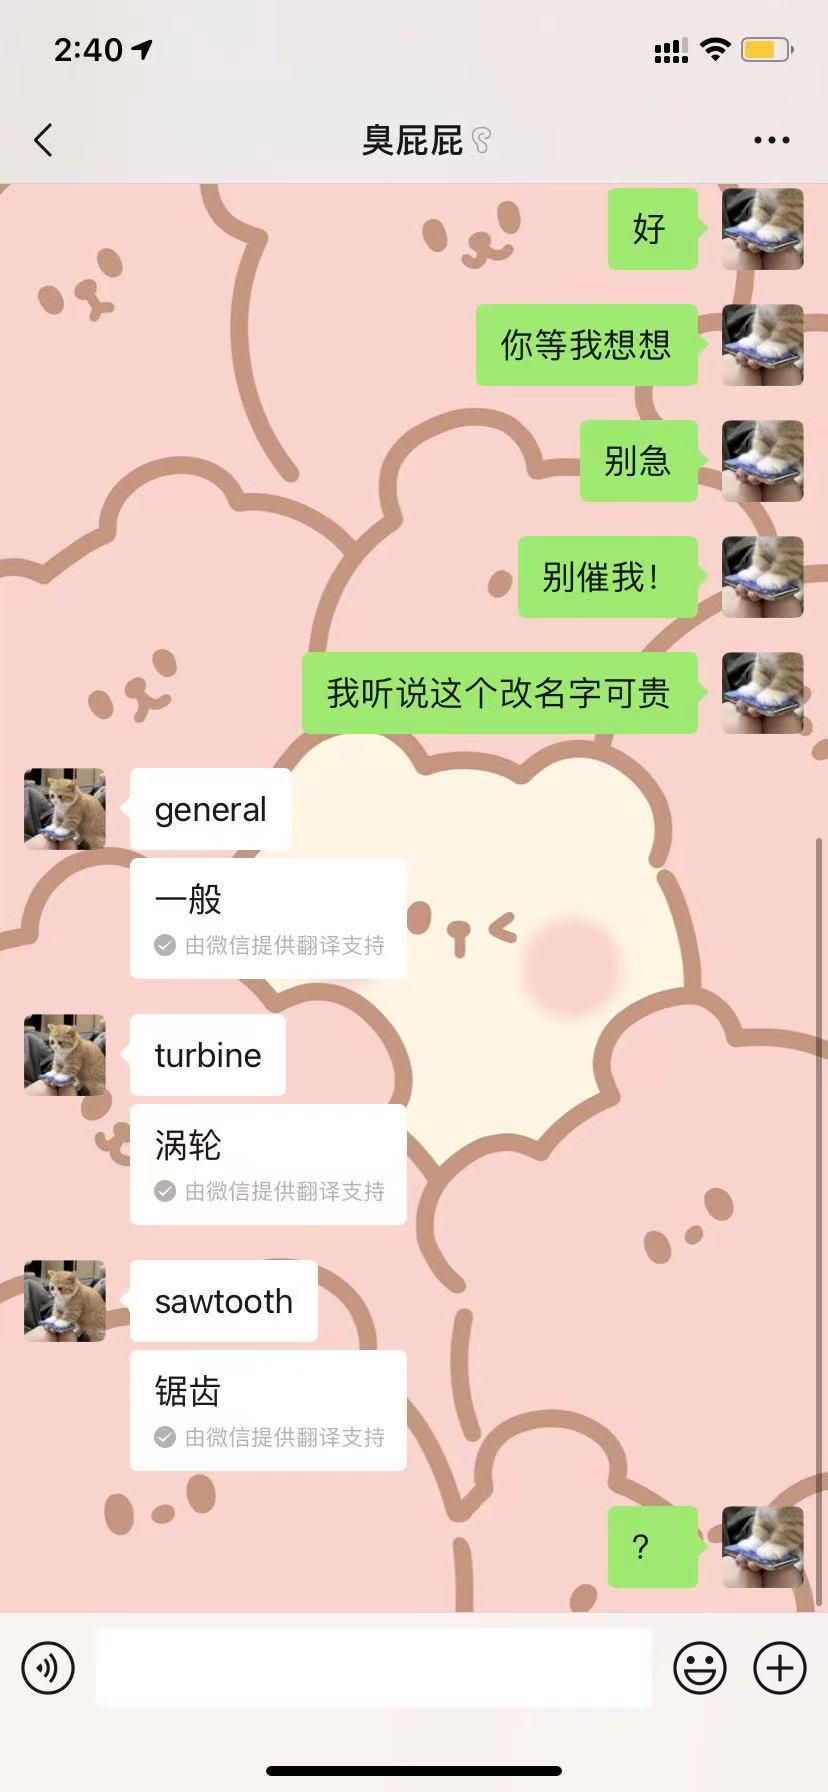 2:40
臭屁屁
好
你等我想想
别急
别催我！
我听说这个改名字可贵
general
一般
由微信提供翻译支持
turbine
涡轮
由微信提供翻译支持
sawtooth
锯齿
由微信提供翻译支持
？